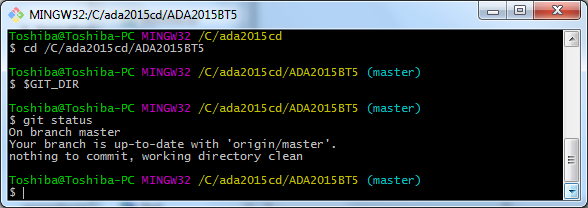 MINGW32:/C/ada2015cd/ADA2015BT5
Toshiba@Toshiba-PC MINGW32 /C/ada2015cd
$ cd /C/ada2015cd/ADA2015BT5
Toshiba@Toshiba-PC MINGW32 /C/ada2015cd/ADA2015BT5 (master)
$ $GIT_DIR
Toshiba@Toshiba-PC MINGW32 /C/ada2015cd/ADA2015BT5 (master)
$ git status
On branch master
Your branch is up-to-date with 'origin/master'.
nothing to commit, working directory clean
Toshiba@Toshiba-PC MINGW32 /C/ada2015cd/ADA2015BT5 (master)
$